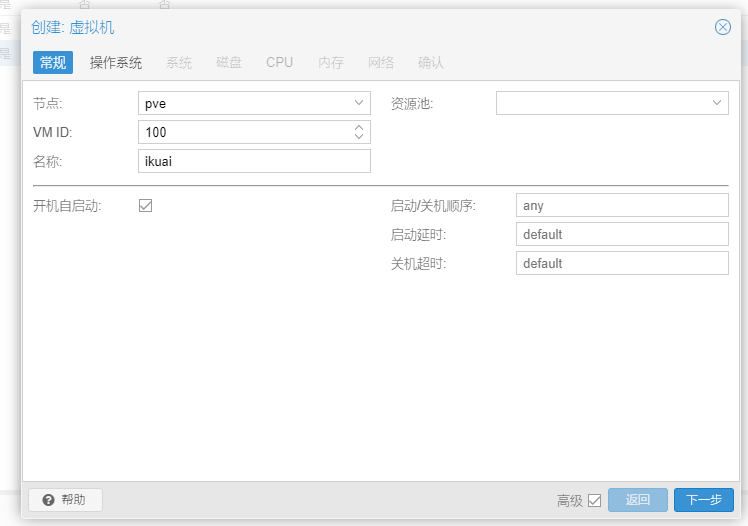 创建: 虚拟机
常规 操作系统 系统 磁盘 CPU 内存 网络 确认
节点: pve 资源池:
VM ID: 100
名称: ikuai
开机自启动: 启动/关机顺序: any
启动延时: default
关机超时: default
帮助 高级 返回 下一步